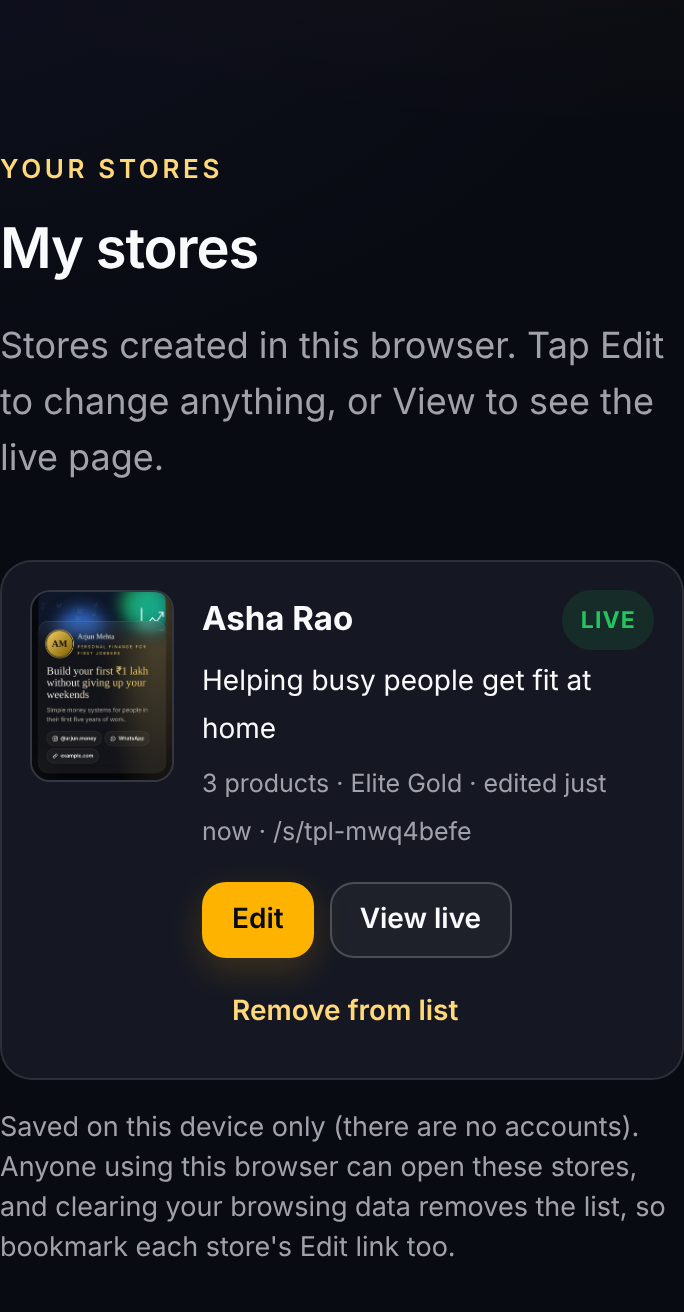 YOUR STORES
My stores
Stores created in this browser. Tap Edit
to change anything, or View to see the
live page.
AM
Arjun Mehta
PERSONAL FINANCE FOR
FIRST JOBBERS
Build your first ₹1 lakh
without giving up your
weekends
Simple money systems for people in
their first five years of work.
@arjun.money
WhatsApp
example.com
Asha Rao
LIVE
Helping busy people get fit at
home
3 products · Elite Gold · edited just
now · /s/tpl-mwq4befe
Edit
View live
Remove from list
Saved on this device only (there are no accounts).
Anyone using this browser can open these stores,
and clearing your browsing data removes the list, so
bookmark each store's Edit link too.